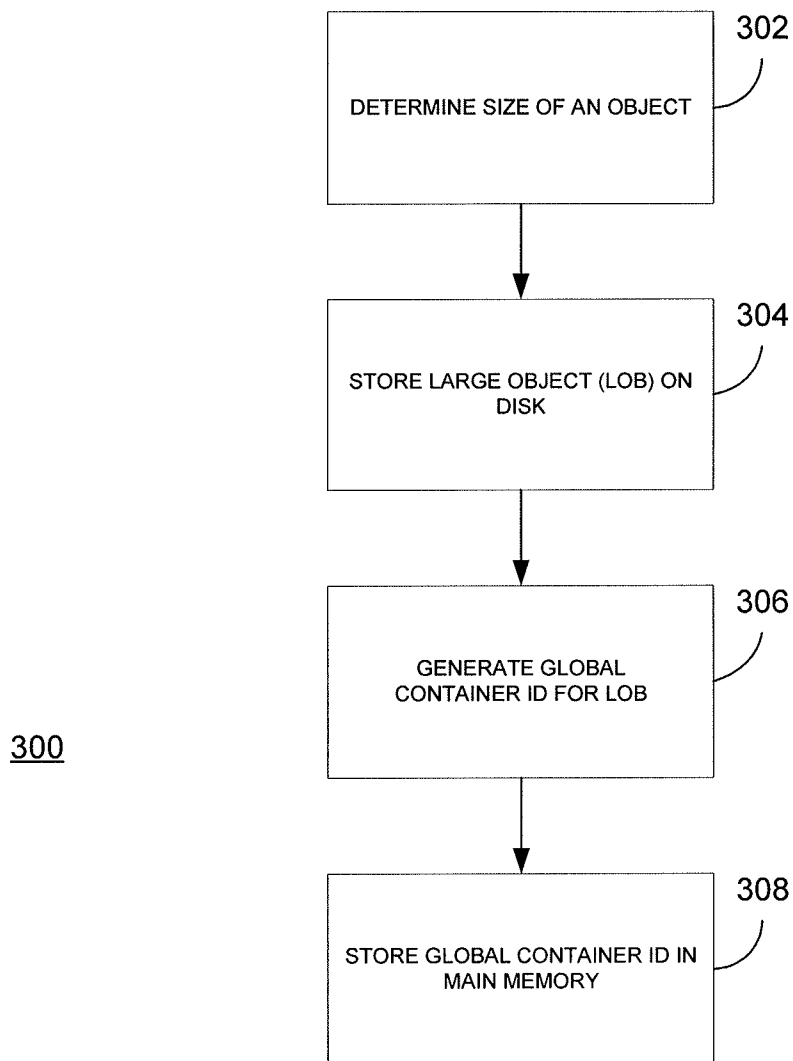 302
DETERMINE SIZE OF AN OBJECT
304
STORE LARGE OBJECT (LOB) ON
DISK
306
GENERATE GLOBAL
CONTAINER ID FOR LOB
300
308
STORE GLOBAL CONTAINER ID IN
MAIN MEMORY